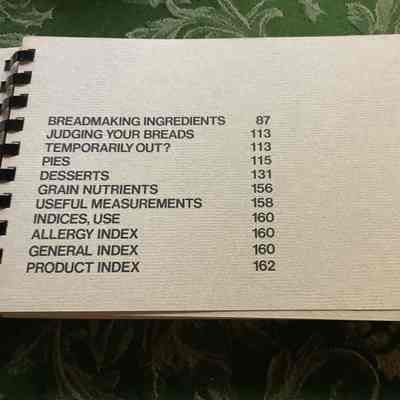 BREADMAKING INGREDIENTS 87
JUDGING YOUR BREADS 113
TEMPORARILY OUT? 113
PIES 115
DESSERTS 131
GRAIN NUTRIENTS 156
USEFUL MEASUREMENTS 158
INDICES, USE 160
ALLERGY INDEX 160
GENERAL INDEX 160
PRODUCT INDEX 162